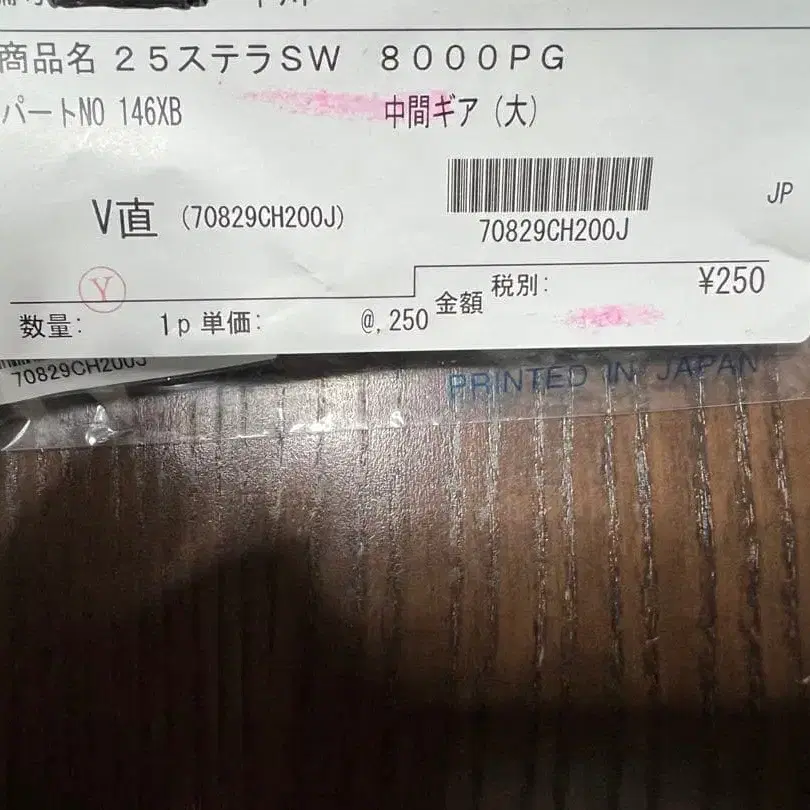 商品名 25ステラSW 8000PG
パートNO 146XB 中間ギア (大)
V直 (70829CH200J)
70829CH200J
JP
Y
税別: ¥250
金額
数量: 1p 単価: @,250
70829CH200J
PRINTED IN JAPAN